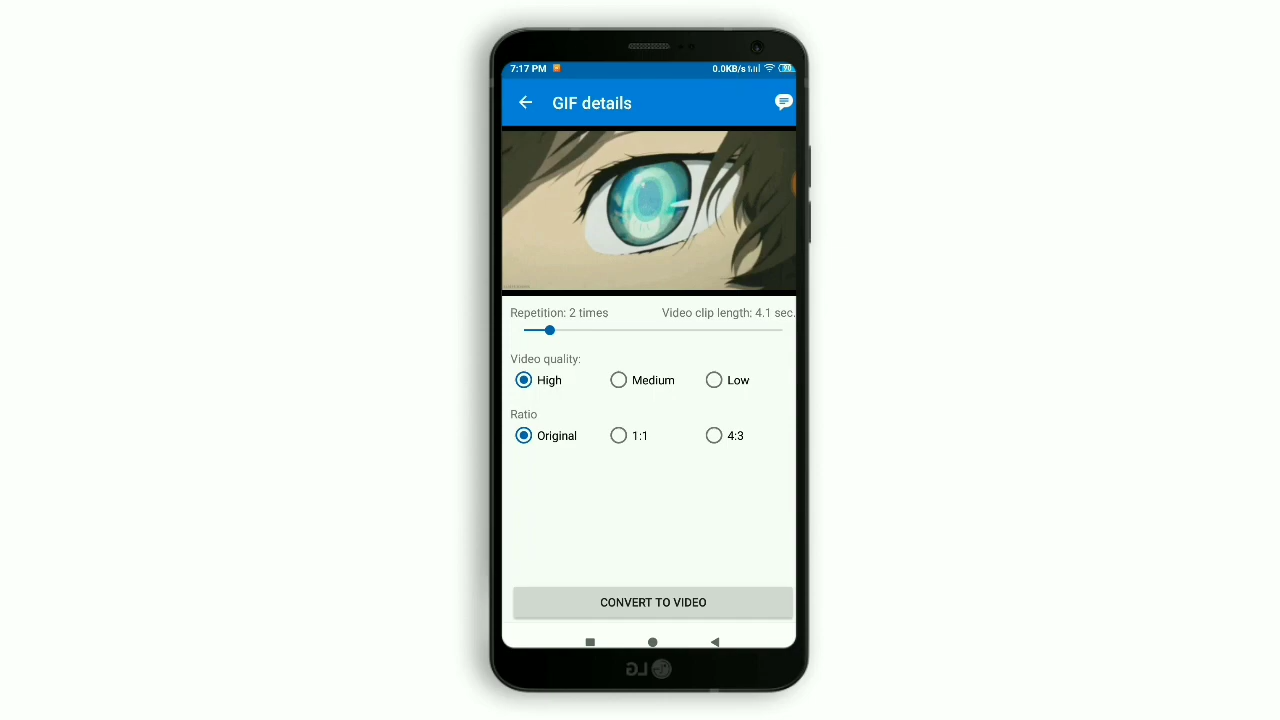 7:17 PM 0.0KB/s 90
GIF details
Repetition: 2 times Video clip length: 4.1 sec.
Video quality:
High Medium Low
Ratio
Original 1:1 4:3
CONVERT TO VIDEO
LG